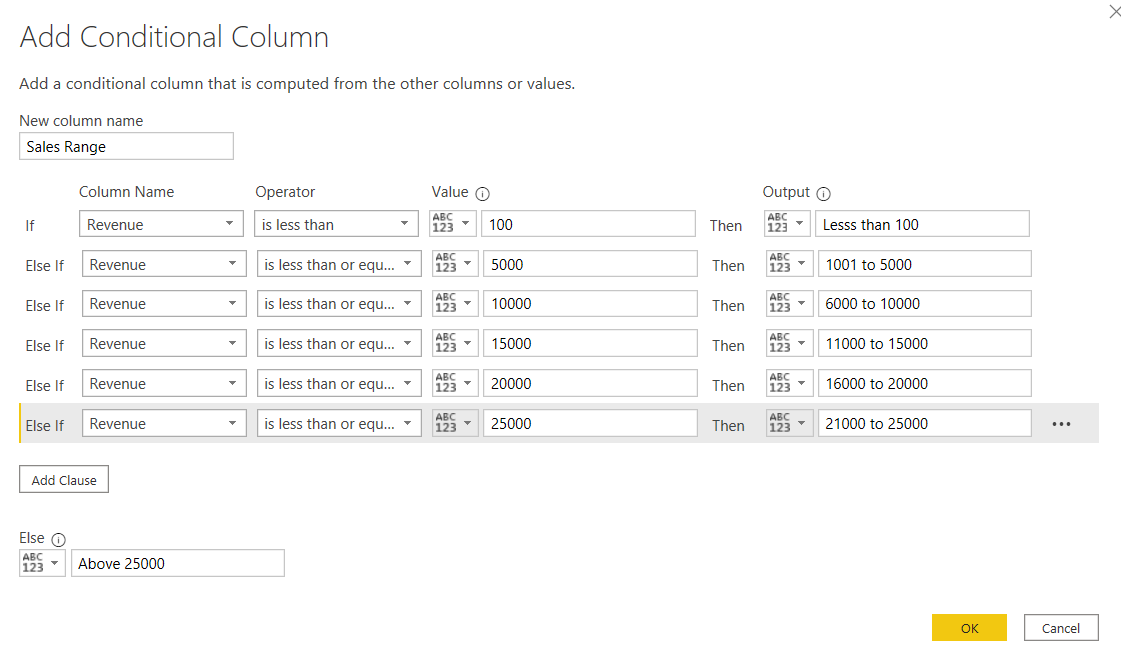 Add Conditional Column
Add a conditional column that is computed from the other columns or values.
New column name
Sales Range
Column Name Operator Value Output
If Revenue is less than ABC 123 100 Then ABC 123 Lesss than 100
Else If Revenue is less than or equ... ABC 123 5000 Then ABC 123 1001 to 5000
Else If Revenue is less than or equ... ABC 123 10000 Then ABC 123 6000 to 10000
Else If Revenue is less than or equ... ABC 123 15000 Then ABC 123 11000 to 15000
Else If Revenue is less than or equ... ABC 123 20000 Then ABC 123 16000 to 20000
Else If Revenue is less than or equ... ABC 123 25000 Then ABC 123 21000 to 25000
Add Clause
Else
ABC 123 Above 25000
OK Cancel